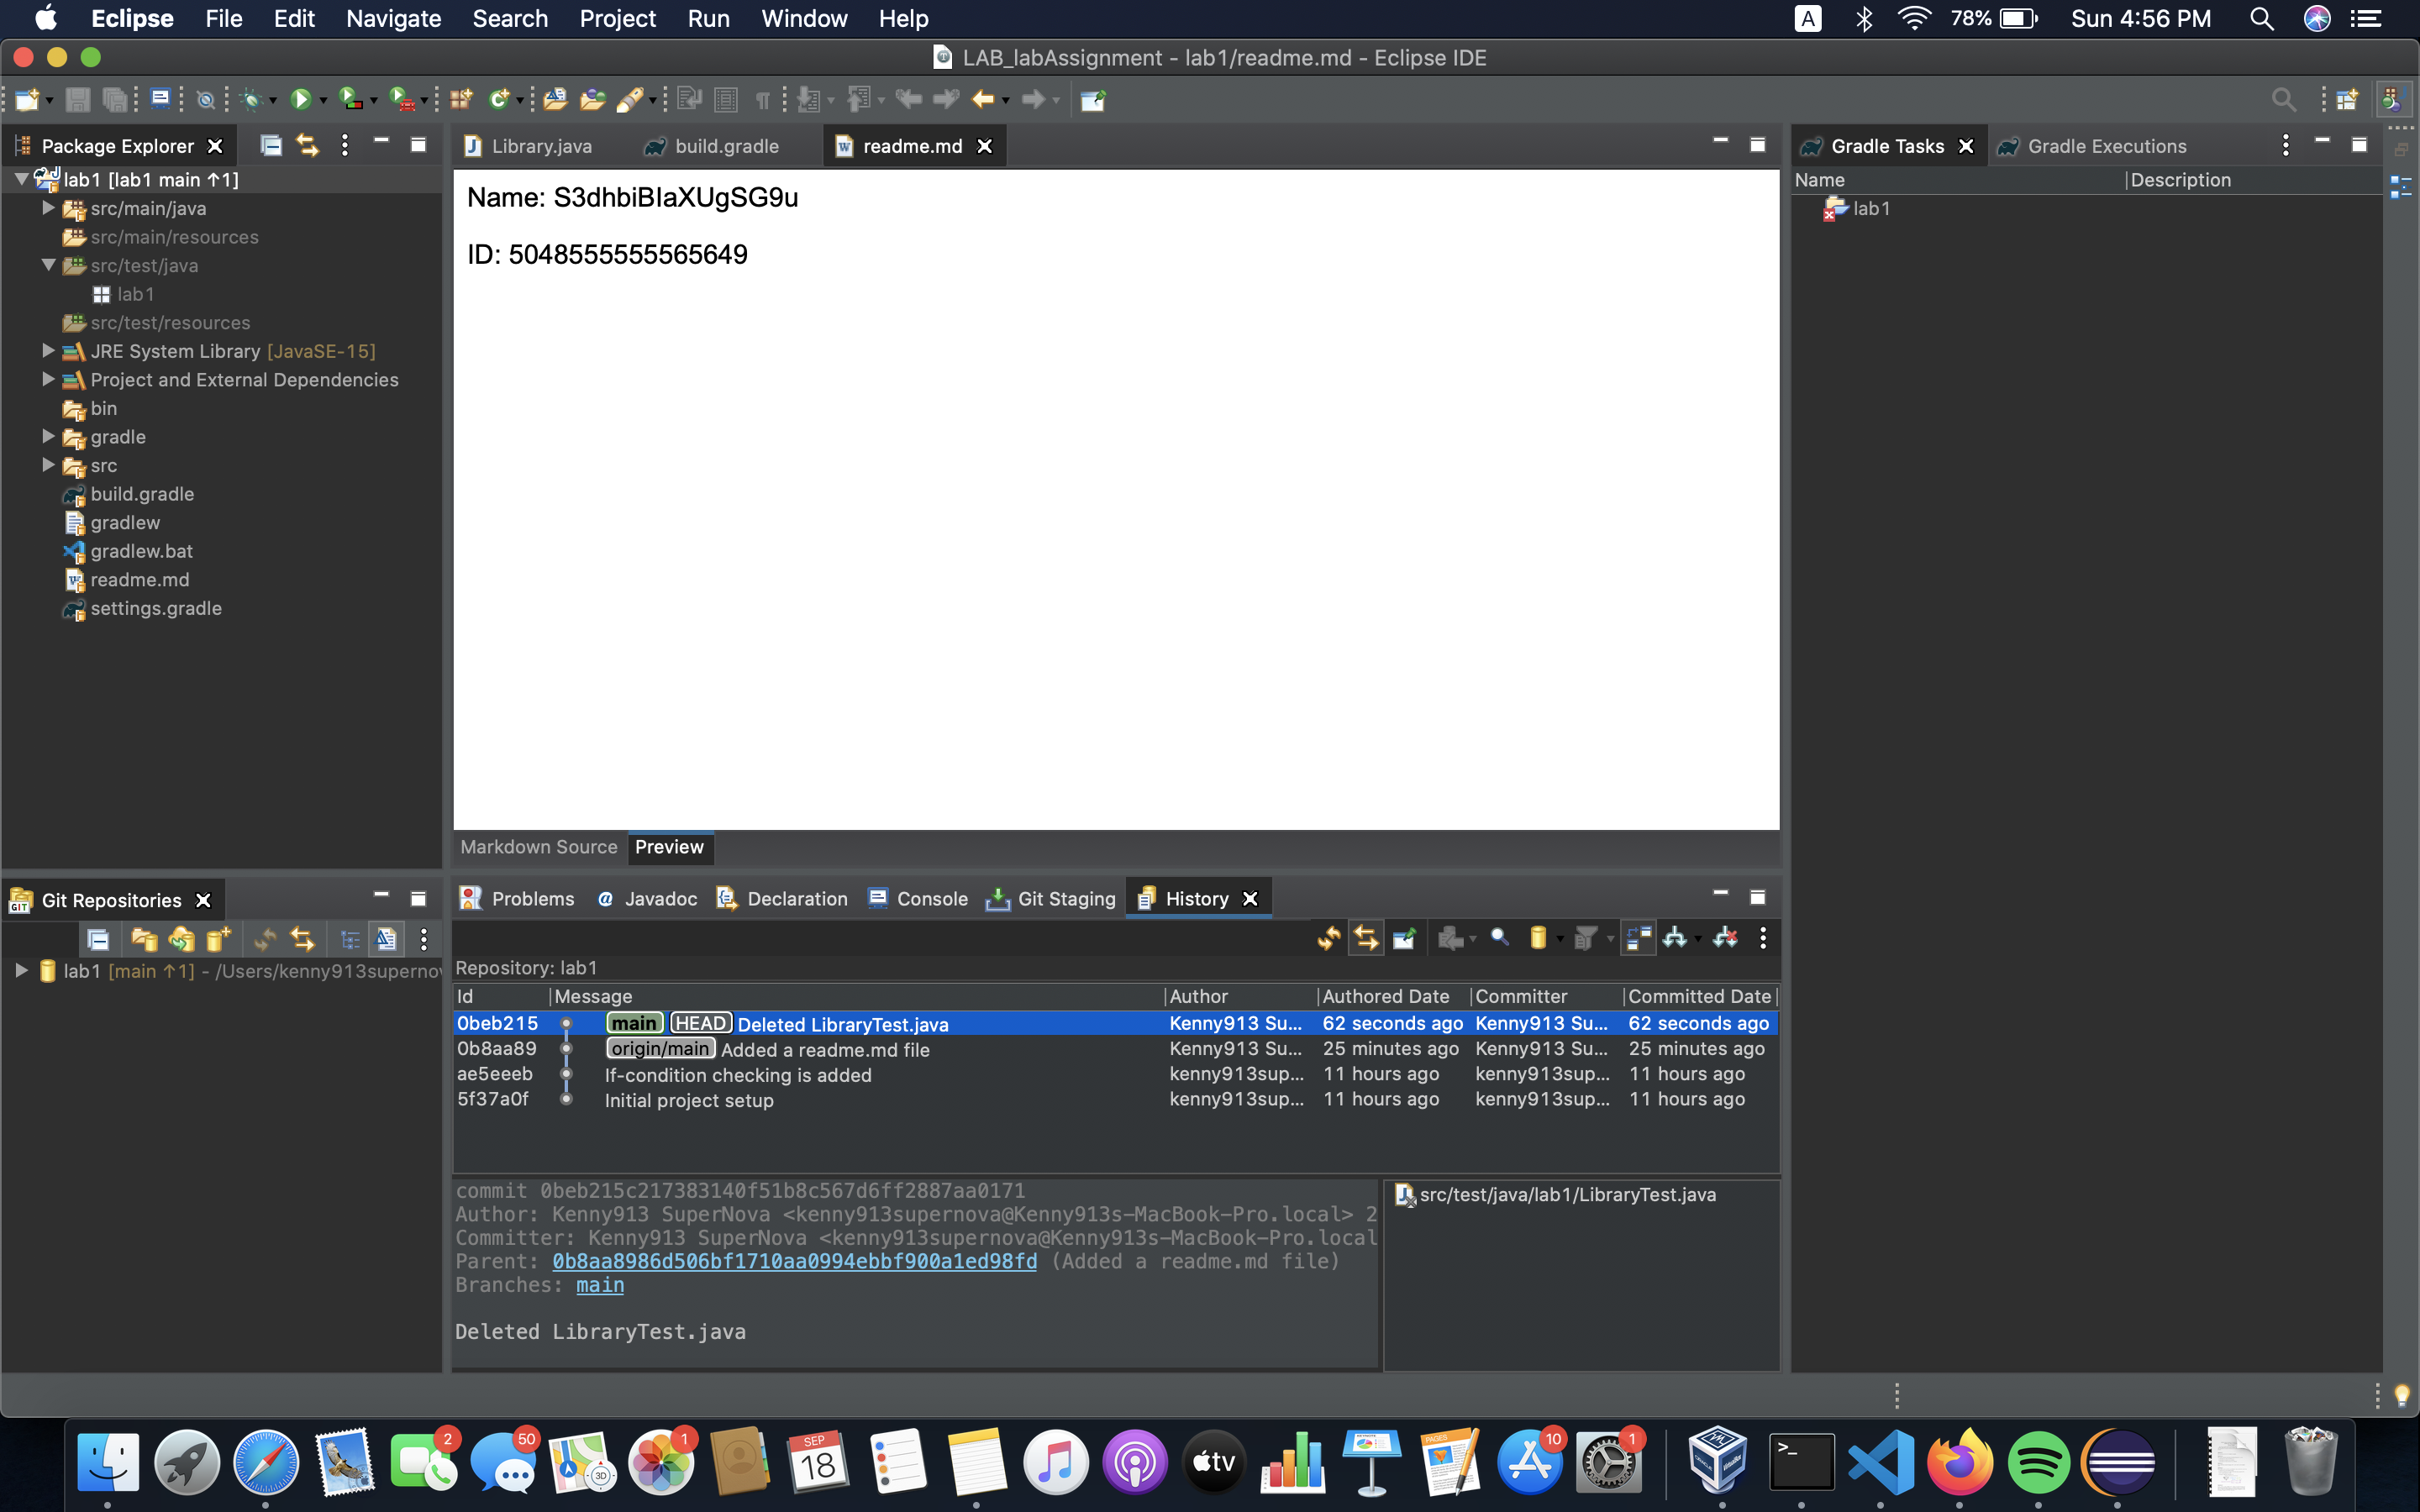 Eclipse File Edit Navigate Search Project Run Window Help A 78% Sun 4:56 PM
LAB_labAssignment - lab1/readme.md - Eclipse IDE
Package Explorer
lab1 [lab1 main ↑1]
src/main/java
src/main/resources
src/test/java
lab1
src/test/resources
JRE System Library [JavaSE-15]
Project and External Dependencies
bin
gradle
src
build.gradle
gradlew
gradlew.bat
readme.md
settings.gradle
Library.java build.gradle readme.md
Name: S3dhbiBIaXUgSG9u
ID: 5048555555565649
Markdown Source Preview
Gradle Tasks Gradle Executions
Name Description
lab1
Git Repositories
lab1 [main ↑1] - /Users/kenny913superno
Problems Javadoc Declaration Console Git Staging History
Repository: lab1
Id Message Author Authored Date Committer Committed Date
0beb215 main HEAD Deleted LibraryTest.java Kenny913 Su... 62 seconds ago Kenny913 Su... 62 seconds ago
0b8aa89 origin/main Added a readme.md file Kenny913 Su... 25 minutes ago Kenny913 Su... 25 minutes ago
ae5eeeb If-condition checking is added kenny913sup... 11 hours ago kenny913sup... 11 hours ago
5f37a0f Initial project setup kenny913sup... 11 hours ago kenny913sup... 11 hours ago
commit 0beb215c217383140f51b8c567d6ff2887aa0171
Author: Kenny913 SuperNova <kenny913supernova@Kenny913s-MacBook-Pro.local> 2
Committer: Kenny913 SuperNova <kenny913supernova@Kenny913s-MacBook-Pro.local
Parent: 0b8aa8986d506bf1710aa0994ebbf900a1ed98fd (Added a readme.md file)
Branches: main
Deleted LibraryTest.java
src/test/java/lab1/LibraryTest.java
2 50 1 SEP 18 tv PAGES 10 1